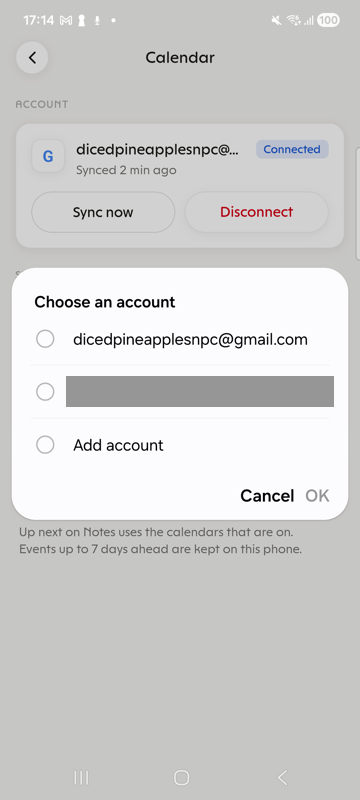 17:14
100
Calendar
ACCOUNT
G
dicedpineapplesnpc@...
Connected
Synced 2 min ago
Sync now
Disconnect
Choose an account
dicedpineapplesnpc@gmail.com
Add account
Cancel
OK
Up next on Notes uses the calendars that are on.
Events up to 7 days ahead are kept on this phone.